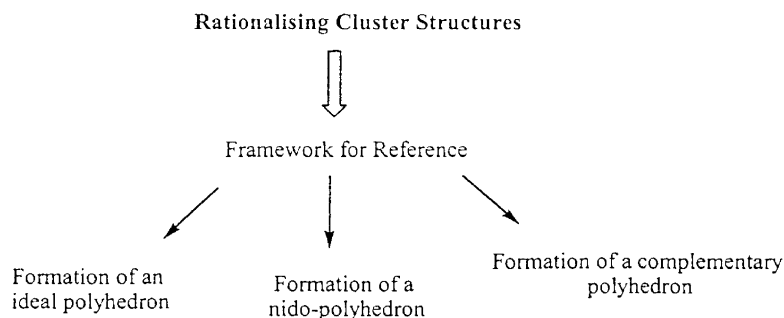 Rationalising Cluster Structures
Framework for Reference
Formation of an
ideal polyhedron
Formation of a
nido-polyhedron
Formation of a complementary
polyhedron